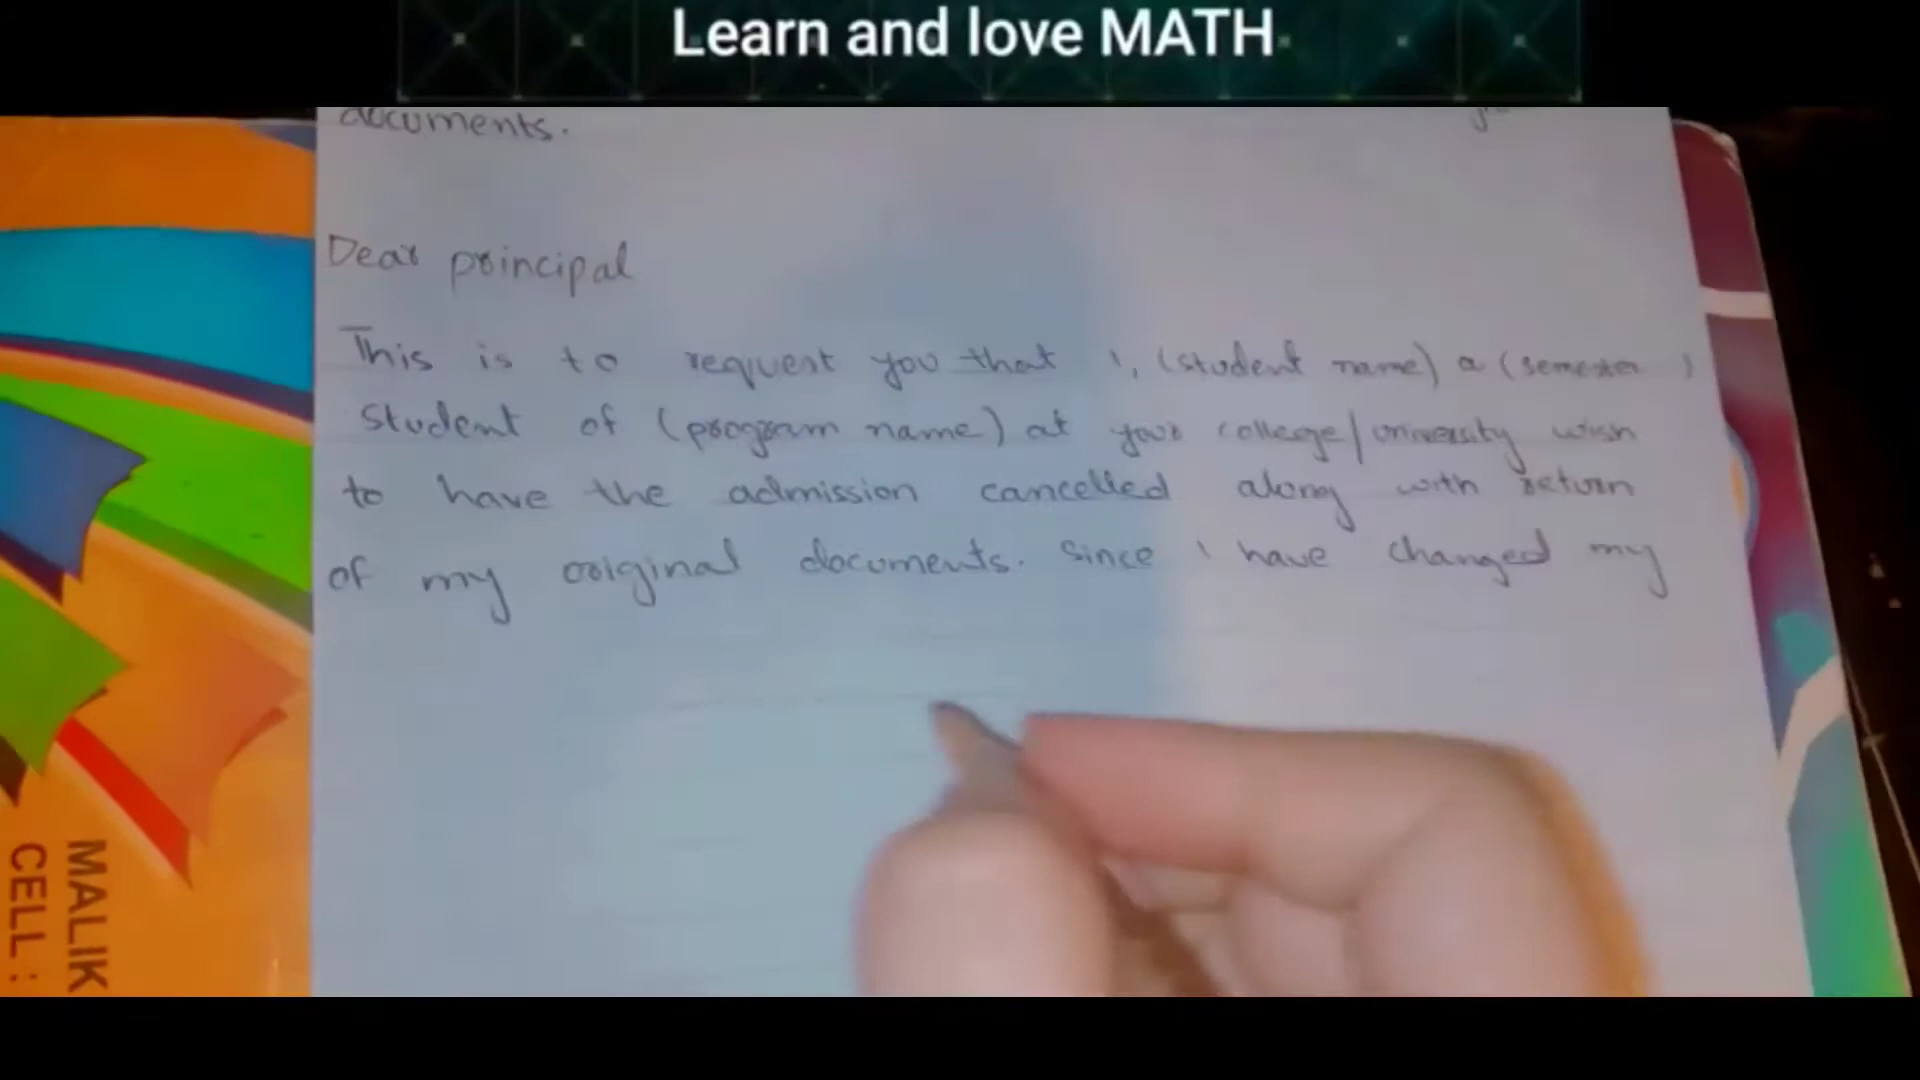 Learn and love MATH
documents.
Dear principal
This is to request you that I, (student name) a (semester )
student of (program name) at your college/university wish
to have the admission cancelled along with return
of my original documents. Since I have changed my
MALIK
CELL :